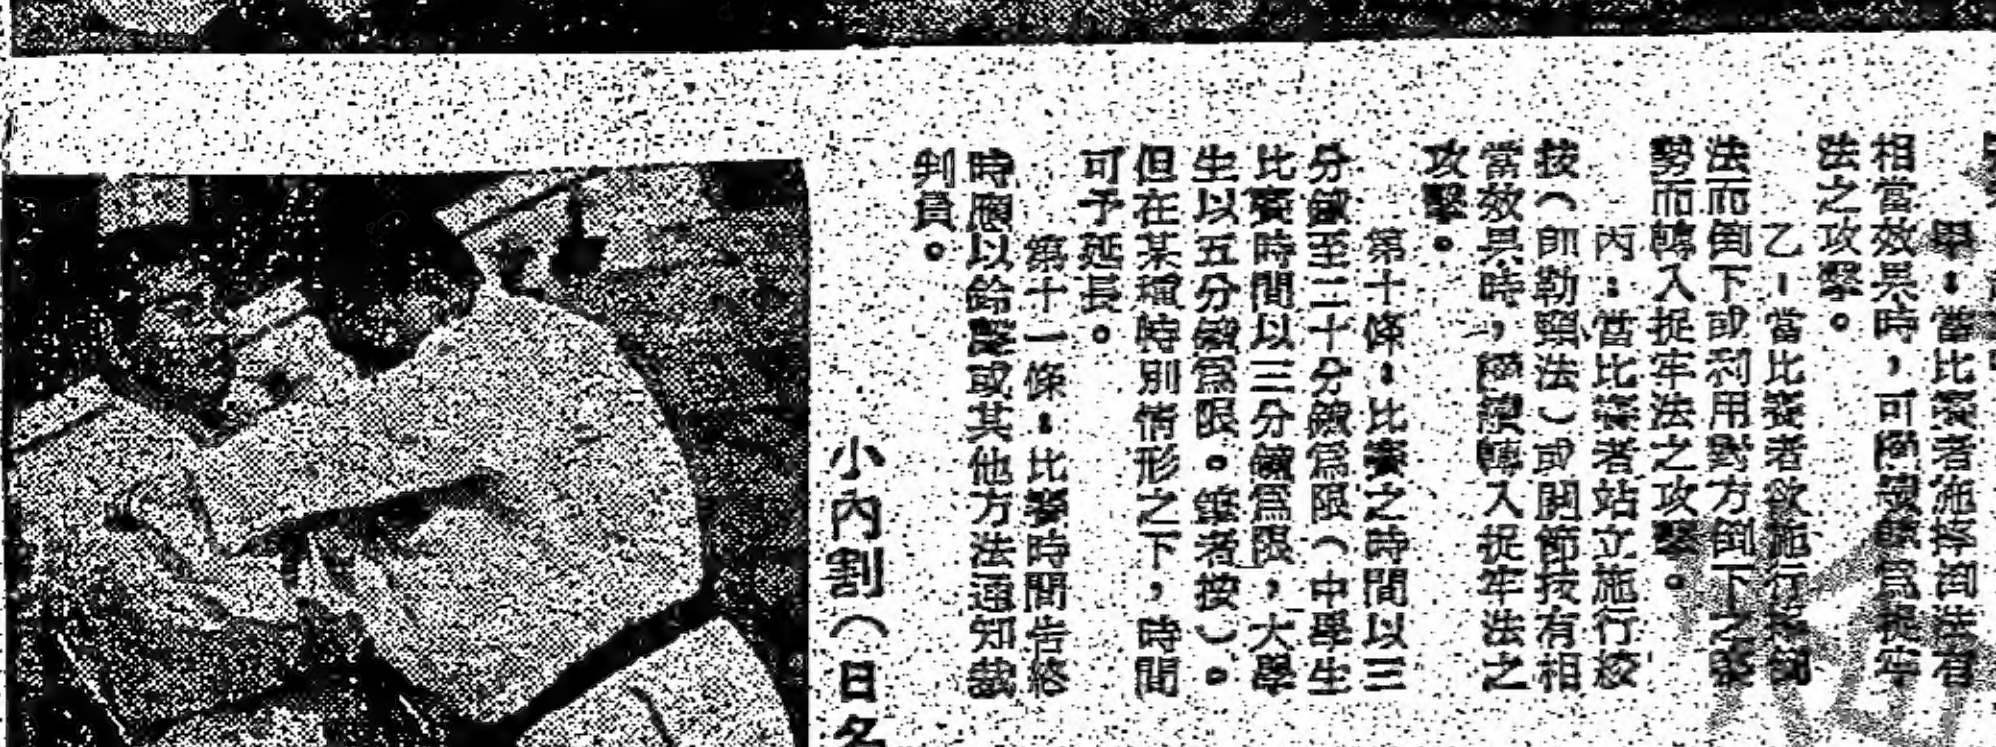 舉：當比賽者施摔倒法有
相當效果時，可繼續轉爲捉牢
法之攻擊。
乙：當比賽者欲施行摔倒
法而倒下或利用對方倒下之姿
勢而轉入捉牢法之攻擊。
丙：當比賽者站立施行絞
按（卽勒頸法）或關節技有相
當效果時，繼續轉入捉牢法之
攻擊。
第十條：比賽之時間以三
分鐘至二十分鐘爲限（中學生
比賽時間以三分鐘爲限，大學
生以五分鐘爲限。筆者按）。
但在某種時別情形之下，時間
可予延長。
第十一條：比賽時間告終
時應以鈴聲或其他方法通知裁
判員。
小內割（日名